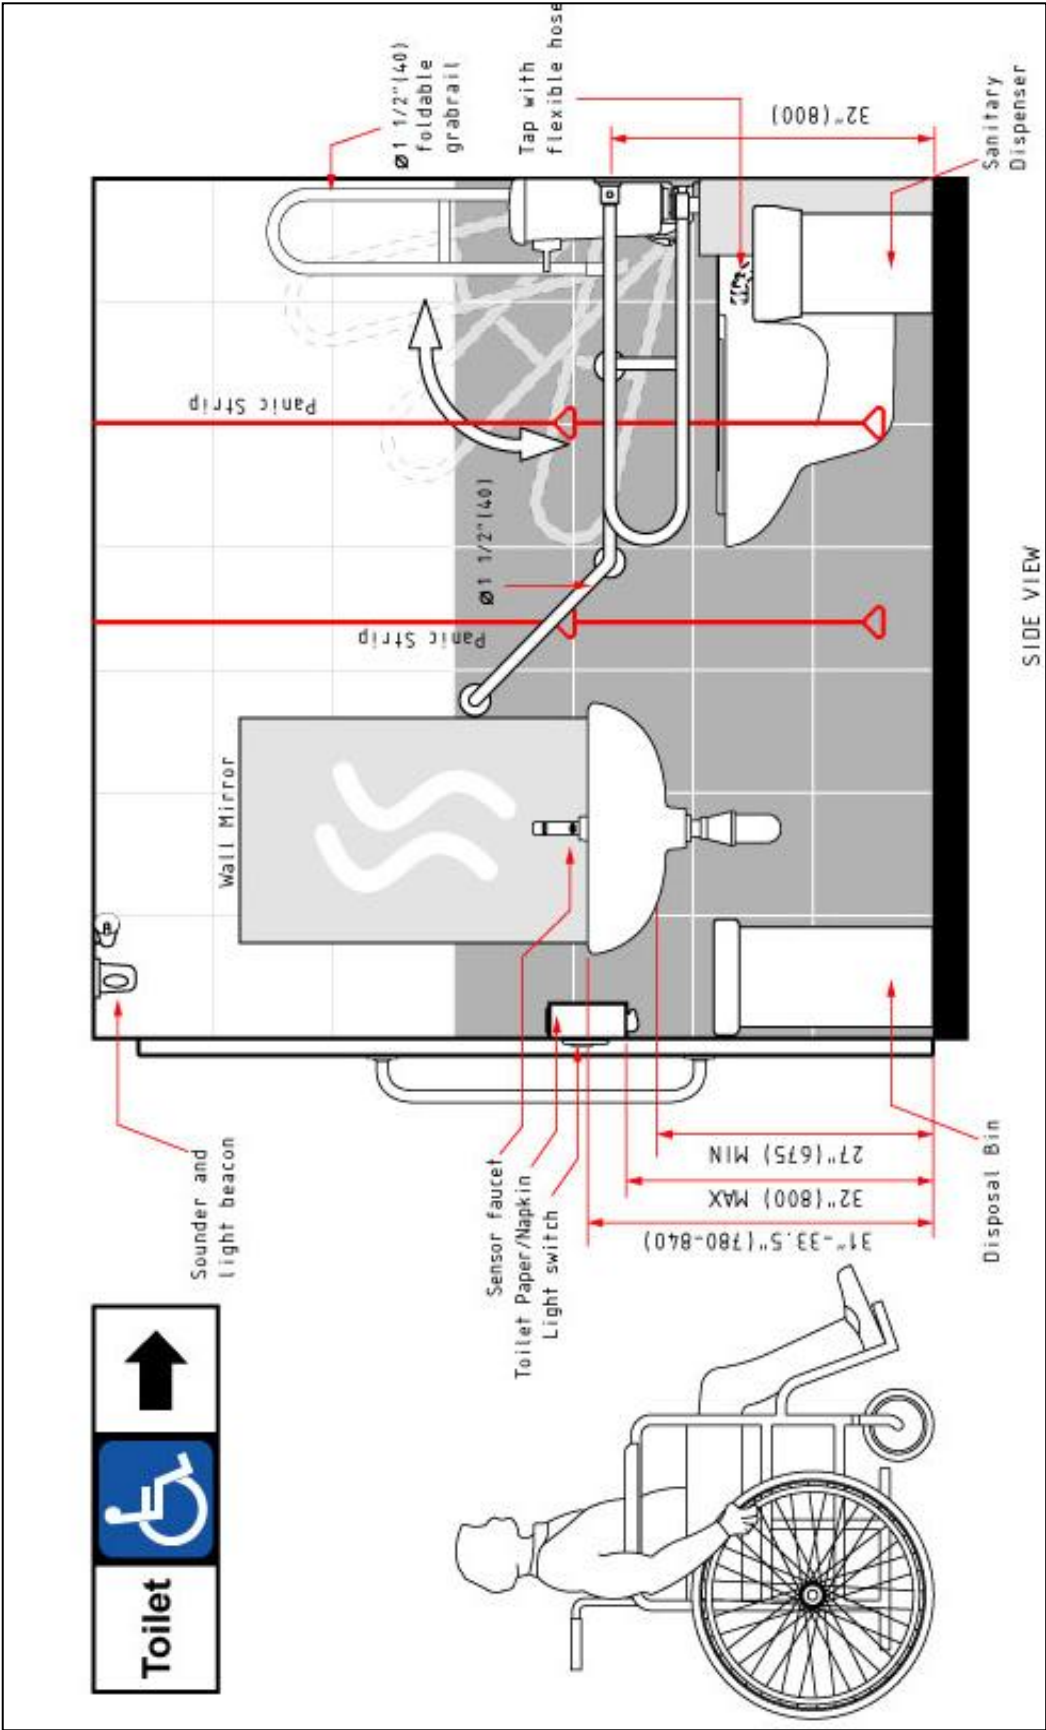 Toilet
Sounder and
light beacon
Wall Mirror
Panic Strip
Panic Strip
Ø1 1/2"(40)
foldable
grabrail
Ø1 1/2"(40)
Tap with
flexible hose
Sensor faucet
Toilet Paper/Napkin
Light switch
31"-33.5"(780-840)
32"(800) MAX
27"(675) MIN
32"(800)
Disposal Bin
Sanitary
Dispenser
SIDE VIEW